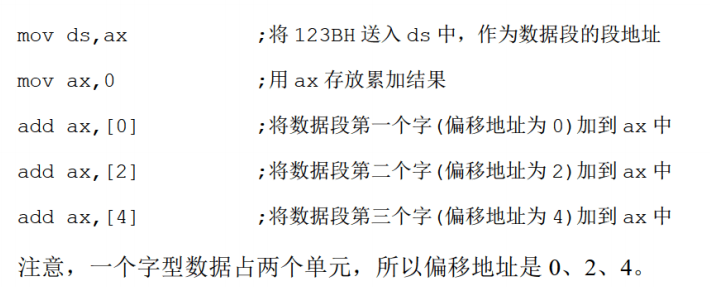 mov ds,ax ;将 123BH 送入 ds 中，作为数据段的段地址
mov ax,0 ;用 ax 存放累加结果
add ax,[0] ;将数据段第一个字(偏移地址为 0)加到 ax 中
add ax,[2] ;将数据段第二个字(偏移地址为 2)加到 ax 中
add ax,[4] ;将数据段第三个字(偏移地址为 4)加到 ax 中
注意，一个字型数据占两个单元，所以偏移地址是 0、2、4。